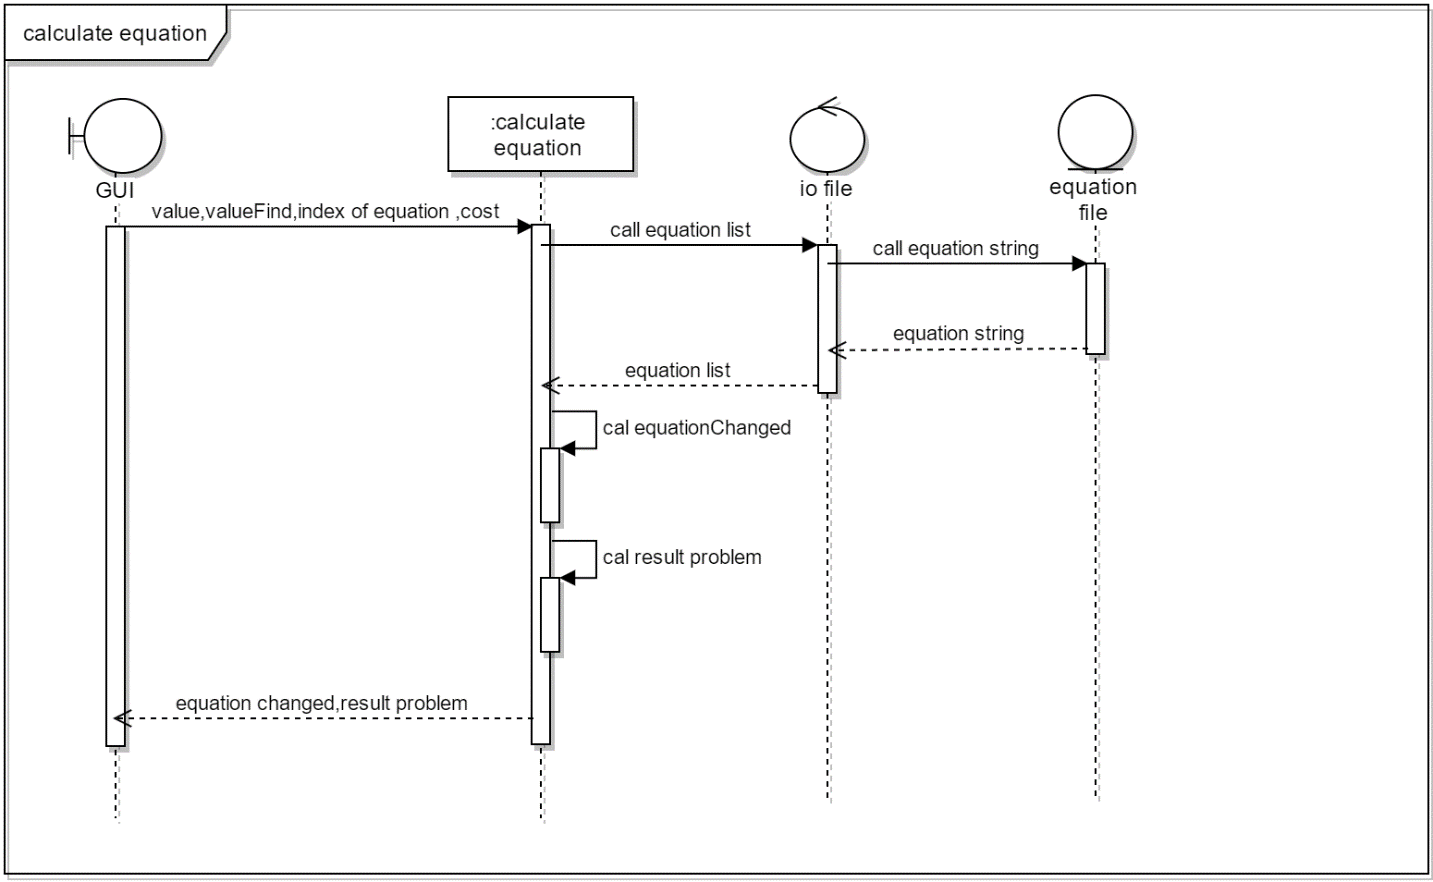 calculate equation
:calculate
equation
GUI
io file
equation
file
value,valueFind,index of equation ,cost
call equation list
call equation string
equation string
equation list
cal equationChanged
cal result problem
equation changed,result problem